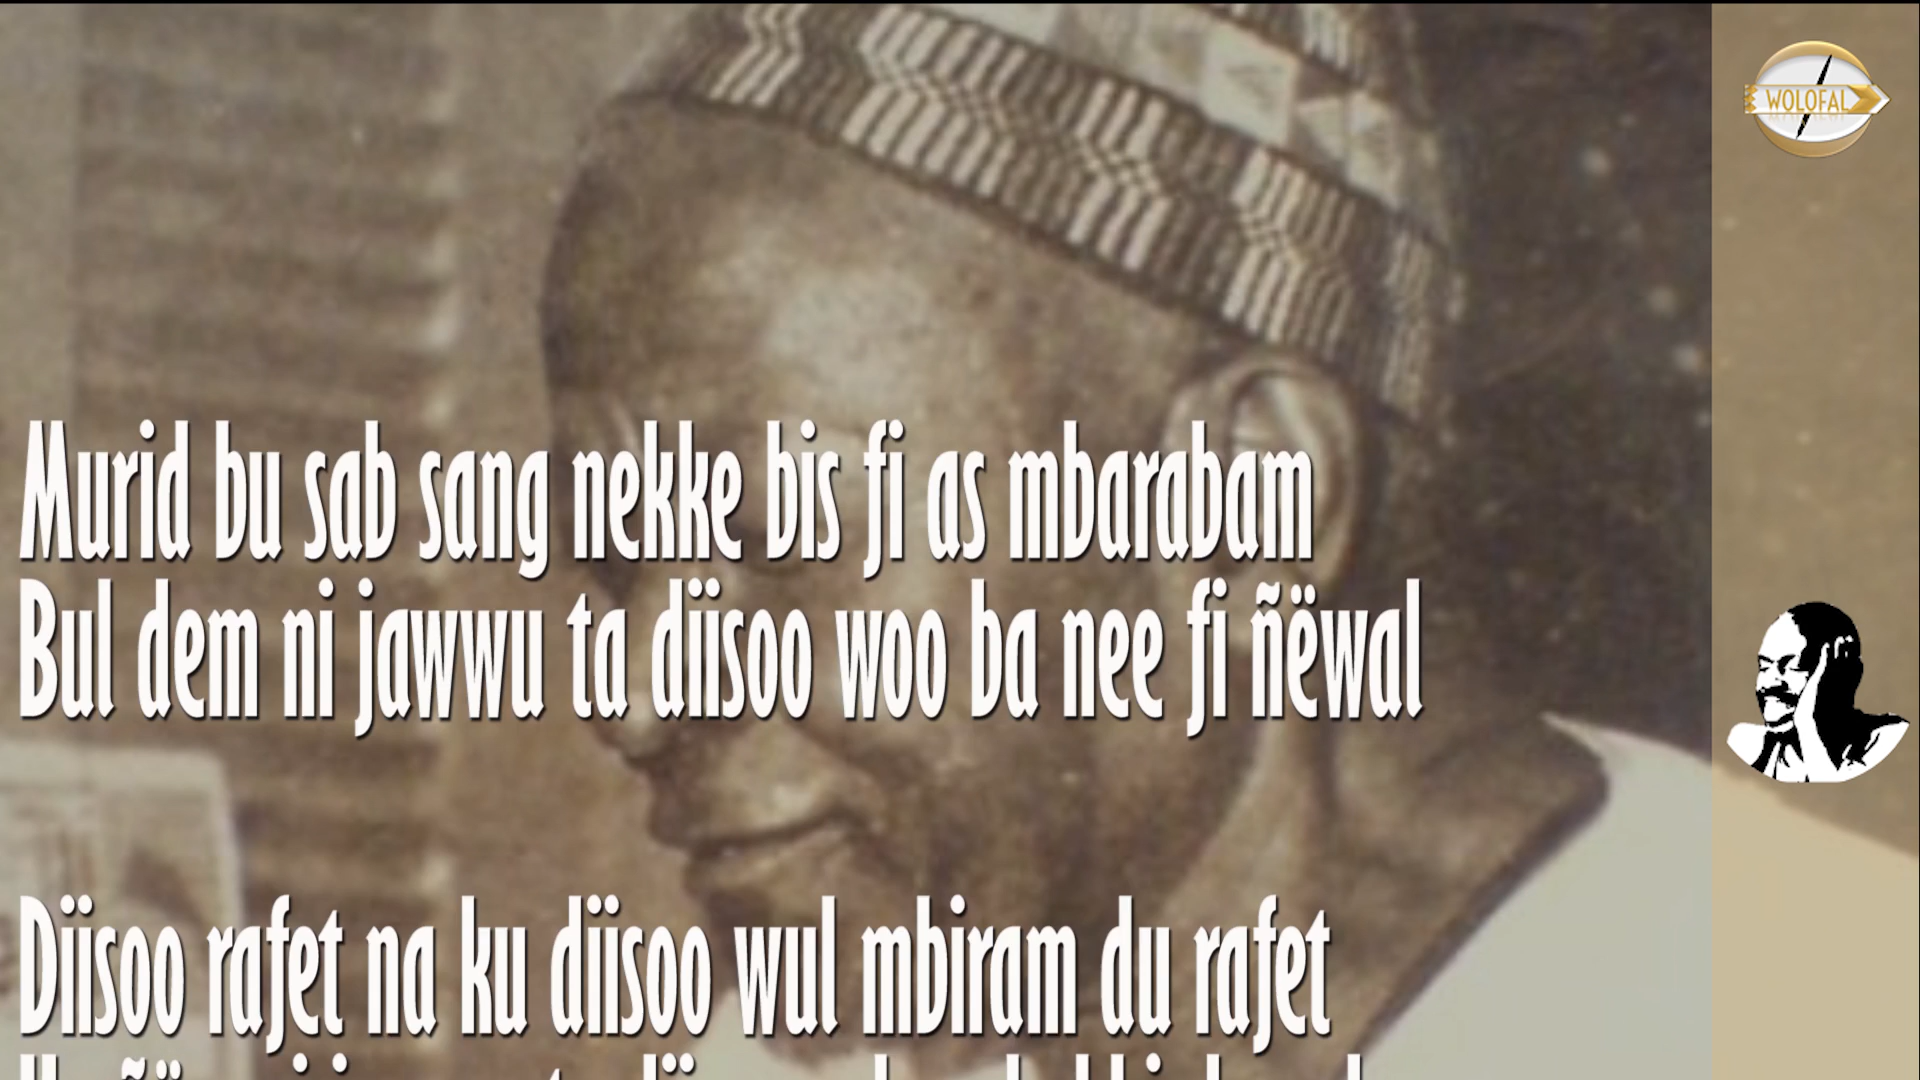 WOLOFAL
Murid bu sab sang nekke bis fi as mbarabam
Bul dem ni jawwu ta diisoo woo ba nee fi ñëwal
Diisoo rafet na ku diisoo wul mbiram du rafet